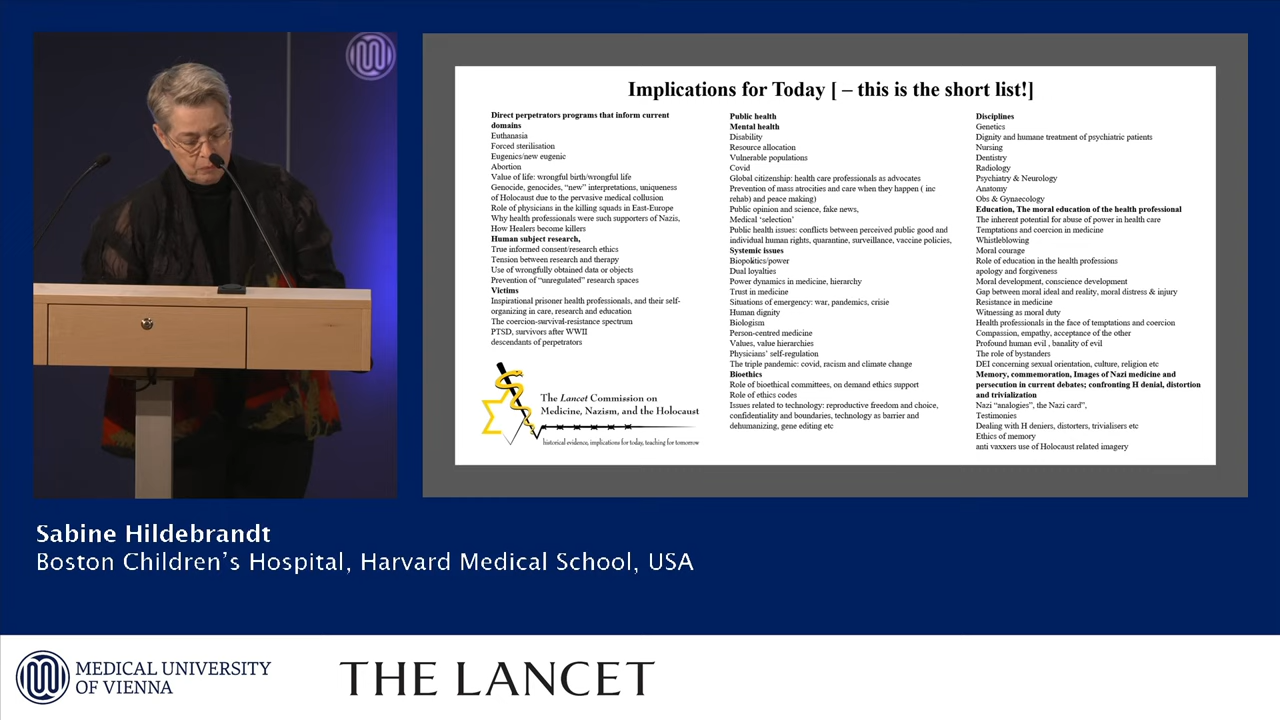 Implications for Today [ – this is the short list!]
Direct perpetrators programs that inform current
domains
Euthanasia
Forced sterilisation
Eugenics/new eugenic
Abortion
Value of life: wrongful birth/wrongful life
Genocide, genocides, “new” interpretations, uniqueness
of Holocaust due to the pervasive medical collusion
Role of physicians in the killing squads in East-Europe
Why health professionals were such supporters of Nazis,
How Healers become killers
Human subject research,
True informed consent/research ethics
Tension between research and therapy
Use of wrongfully obtained data or objects
Prevention of “unregulated” research spaces
Victims
Inspirational prisoner health professionals, and their self-
organizing in care, research and education
The coercion-survival-resistance spectrum
PTSD, survivors after WWII
descendants of perpetrators
The Lancet Commission on
Medicine, Nazism, and the Holocaust
historical evidence, implications for today, teaching for tomorrow
Public health
Mental health
Disability
Resource allocation
Vulnerable populations
Covid
Global citizenship: health care professionals as advocates
Prevention of mass atrocities and care when they happen ( inc
rehab) and peace making)
Public opinion and science, fake news,
Medical ‘selection’
Public health issues: conflicts between perceived public good and
individual human rights, quarantine, surveillance, vaccine policies,
Systemic issues
Biopolitics/power
Dual loyalties
Power dynamics in medicine, hierarchy
Trust in medicine
Situations of emergency: war, pandemics, crisis
Human dignity
Biologism
Person-centred medicine
Values, value hierarchies
Physicians’ self-regulation
The triple pandemic: covid, racism and climate change
Bioethics
Role of bioethical committees, on demand ethics support
Role of ethics codes
Issues related to technology: reproductive freedom and choice,
confidentiality and boundaries, technology as barrier and
dehumanizing, gene editing etc
Disciplines
Genetics
Dignity and humane treatment of psychiatric patients
Nursing
Dentistry
Radiology
Psychiatry & Neurology
Anatomy
Obs & Gynaecology
Education, The moral education of the health professional
The inherent potential for abuse of power in health care
Temptations and coercion in medicine
Whistleblowing
Moral courage
Role of education in the health professions
apology and forgiveness
Moral development, conscience development
Gap between moral ideal and reality, moral distress & injury
Resistance in medicine
Witnessing as moral duty
Health professionals in the face of temptations and coercion
Compassion, empathy, acceptance of the other
Profound human evil , banality of evil
The role of bystanders
DEI concerning sexual orientation, culture, religion etc
Memory, commemoration, Images of Nazi medicine and
persecution in current debates; confronting H denial, distortion
and trivialization
Nazi “analogies”, the Nazi card”,
Testimonies
Dealing with H deniers, distorters, trivialisers etc
Ethics of memory
anti vaxxers use of Holocaust related imagery
Sabine Hildebrandt
Boston Children’s Hospital, Harvard Medical School, USA
MEDICAL UNIVERSITY
OF VIENNA
THE LANCET